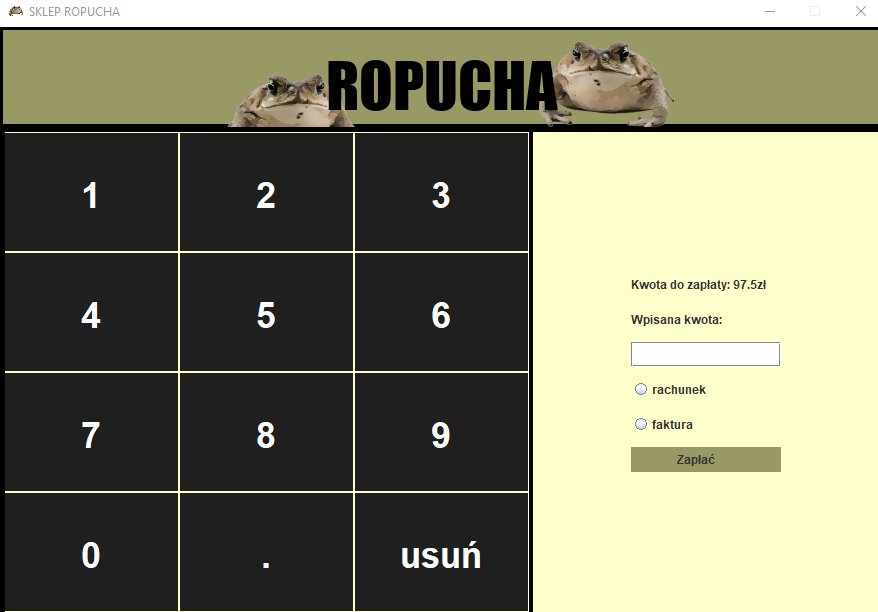 SKLEP ROPUCHA
ROPUCHA
1 2 3
4 5 6
7 8 9
0 . usuń
Kwota do zapłaty: 97.5zł
Wpisana kwota:
rachunek
faktura
Zapłać